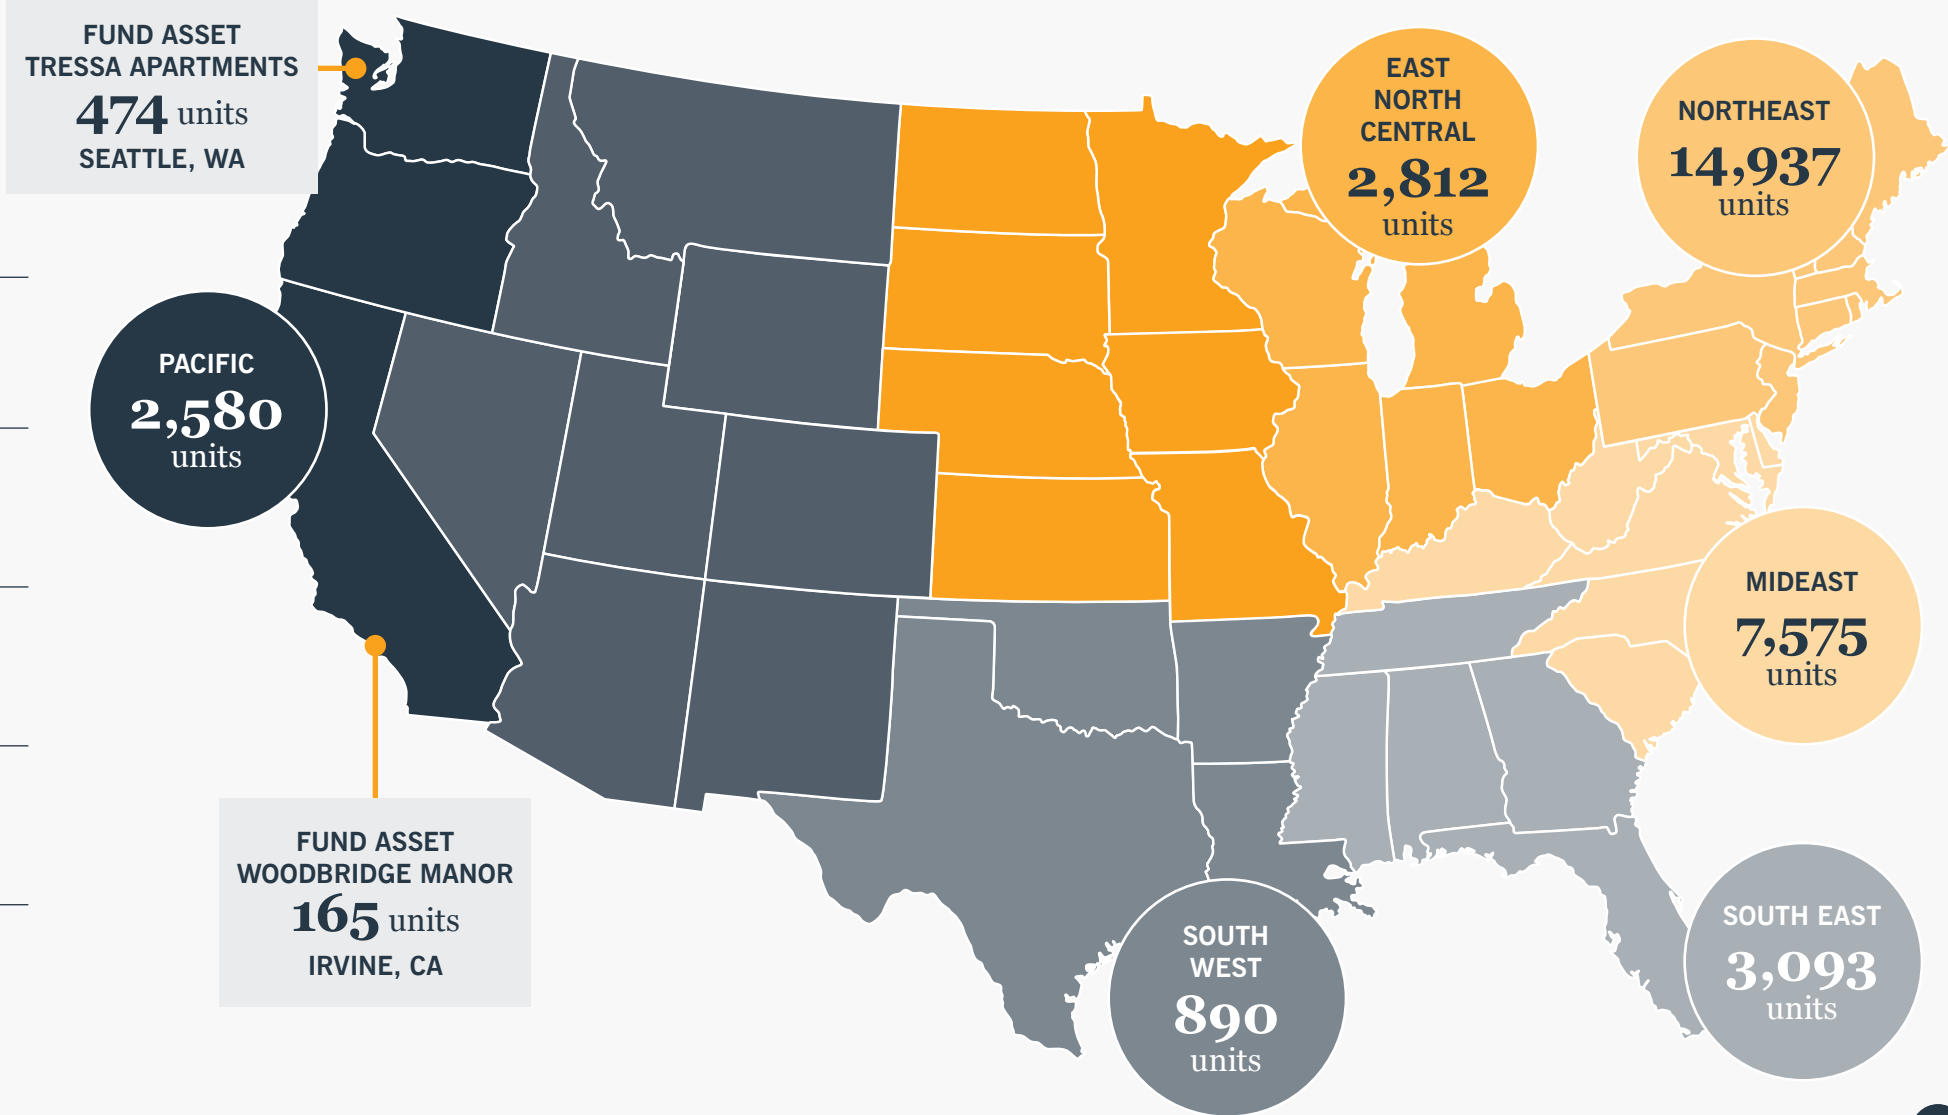 FUND ASSET
TRESSA APARTMENTS
474 units
SEATTLE, WA
EAST
NORTH
CENTRAL
2,812
units
NORTHEAST
14,937
units
PACIFIC
2,580
units
MIDEAST
7,575
units
FUND ASSET
WOODBRIDGE MANOR
165 units
IRVINE, CA
SOUTH
WEST
890
units
SOUTH EAST
3,093
units